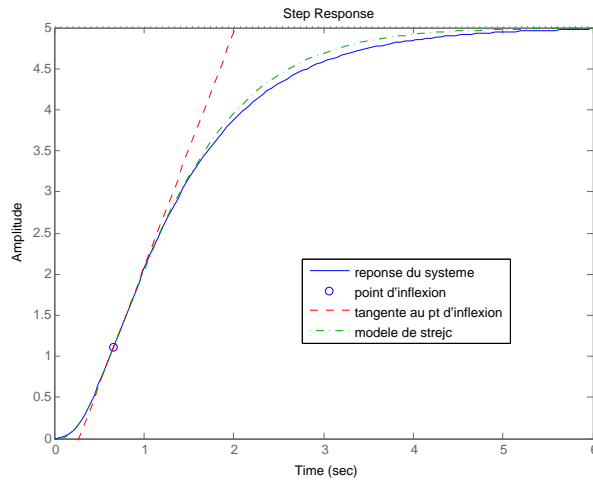 Step Response
5
4.5
4
3.5
3
2.5
2
1.5
1
0.5
0
Amplitude
reponse du systeme
point d'inflexion
tangente au pt d'inflexion
modele de strejc
0 1 2 3 4 5 6
Time (sec)